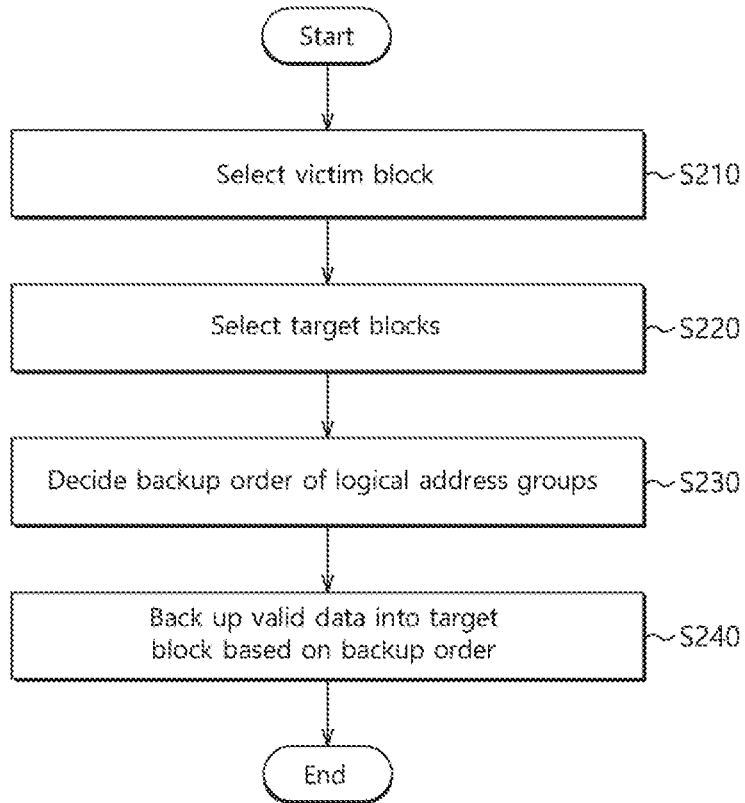 Start
Select victim block
S210
Select target blocks
S220
Decide backup order of logical address groups
S230
Back up valid data into target
block based on backup order
S240
End